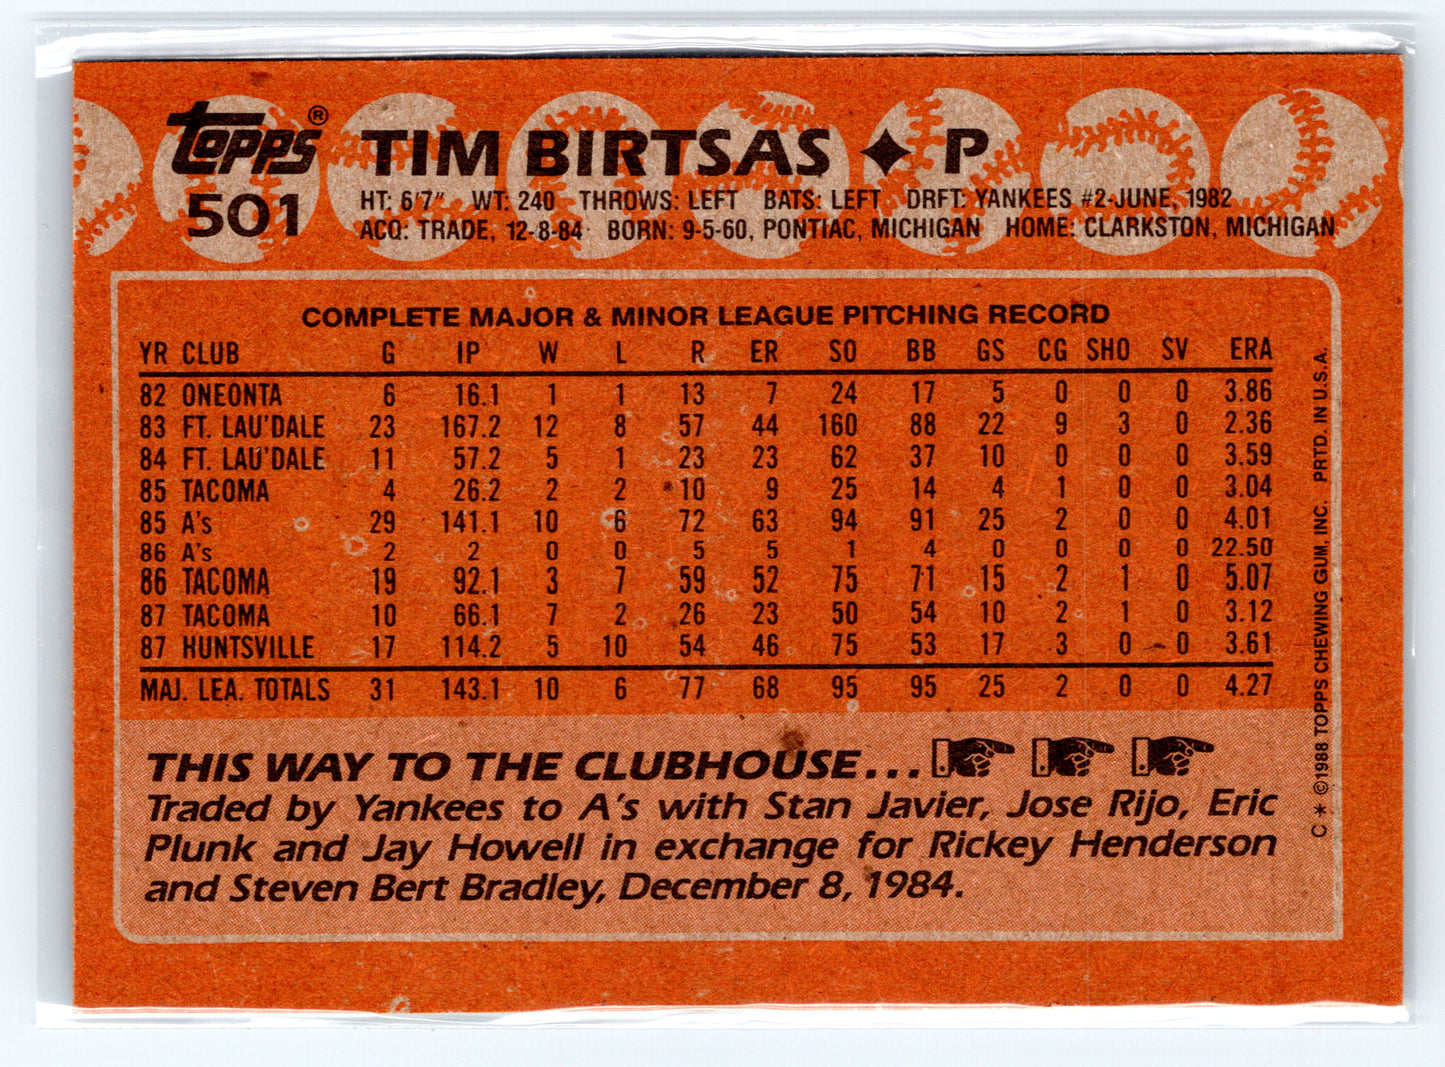 Topps® TIM BIRTSAS ◆ P
501
HT: 6'7" WT: 240 THROWS: LEFT BATS: LEFT DRFT: YANKEES #2-JUNE, 1982
ACQ: TRADE, 12-8-84 BORN: 9-5-60, PONTIAC, MICHIGAN HOME: CLARKSTON, MICHIGAN
COMPLETE MAJOR & MINOR LEAGUE PITCHING RECORD
YR CLUB G IP W L R ER SO BB GS CG SHO SV ERA
82 ONEONTA 6 16.1 1 1 13 7 24 17 5 0 0 0 3.86
83 FT. LAU'DALE 23 167.2 12 8 57 44 160 88 22 9 3 0 2.36
84 FT. LAU'DALE 11 57.2 5 1 23 23 62 37 10 0 0 0 3.59
85 TACOMA 4 26.2 2 2 10 9 25 14 4 1 0 0 3.04
85 A's 29 141.1 10 6 72 63 94 91 25 2 0 0 4.01
86 A's 2 2 0 0 5 5 1 4 0 0 0 0 22.50
86 TACOMA 19 92.1 3 7 59 52 75 71 15 2 1 0 5.07
87 TACOMA 10 66.1 7 2 26 23 50 54 10 2 1 0 3.12
87 HUNTSVILLE 17 114.2 5 10 54 46 75 53 17 3 0 0 3.61
MAJ. LEA. TOTALS 31 143.1 10 6 77 68 95 95 25 2 0 0 4.27
THIS WAY TO THE CLUBHOUSE...
Traded by Yankees to A's with Stan Javier, Jose Rijo, Eric
Plunk and Jay Howell in exchange for Rickey Henderson
and Steven Bert Bradley, December 8, 1984.
C * ©1988 TOPPS CHEWING GUM, INC. PRTD. IN U.S.A.